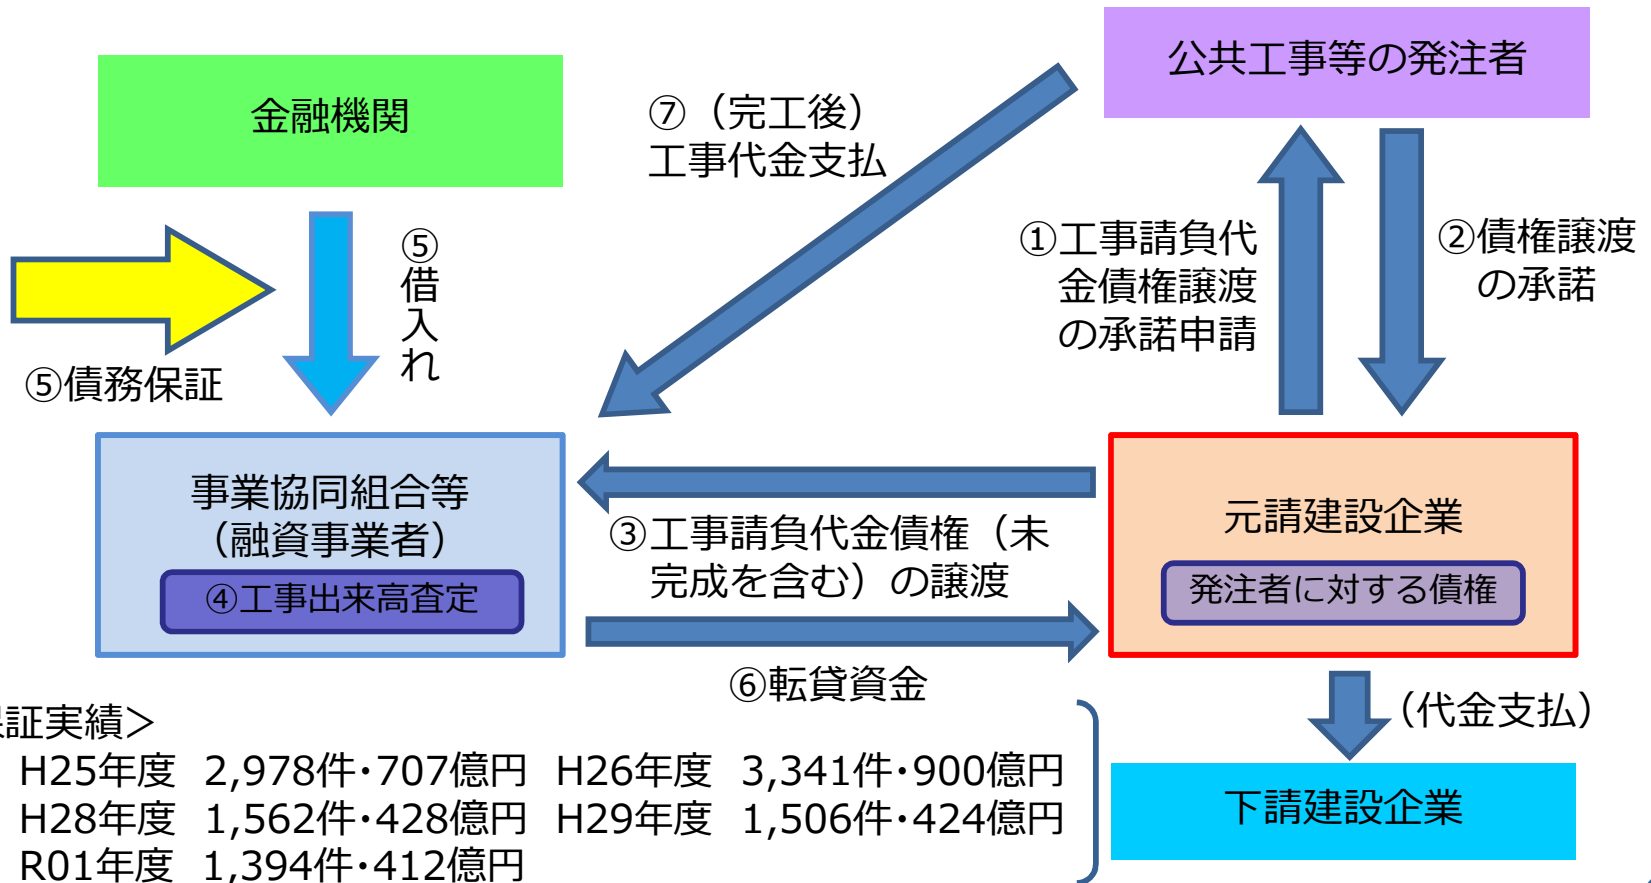 公共工事等の発注者
金融機関
⑦（完工後）
工事代金支払
①工事請負代
金債権譲渡
の承諾申請
②債権譲渡
の承諾
⑤借入れ
⑤債務保証
事業協同組合等
（融資事業者）
④工事出来高査定
③工事請負代金債権（未
完成を含む）の譲渡
元請建設企業
発注者に対する債権
⑥転貸資金
（代金支払）
証実績＞
H25年度 2,978件・707億円 H26年度 3,341件・900億円
H28年度 1,562件・428億円 H29年度 1,506件・424億円
R01年度 1,394件・412億円
下請建設企業